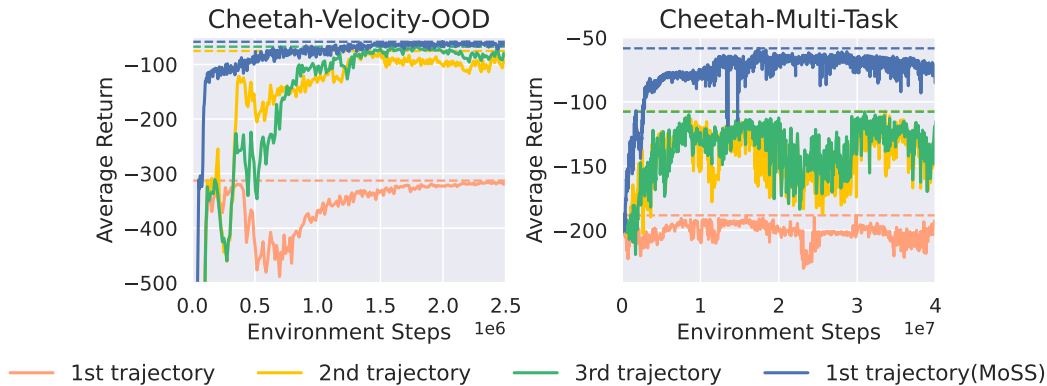 Cheetah-Velocity-OOD
Average Return
−100
−200
−300
−400
−500
0.0 0.5 1.0 1.5 2.0 2.5
Environment Steps
1e6
Cheetah-Multi-Task
Average Return
−50
−100
−150
−200
0 1 2 3 4
Environment Steps
1e7
1st trajectory
2nd trajectory
3rd trajectory
1st trajectory(MoSS)